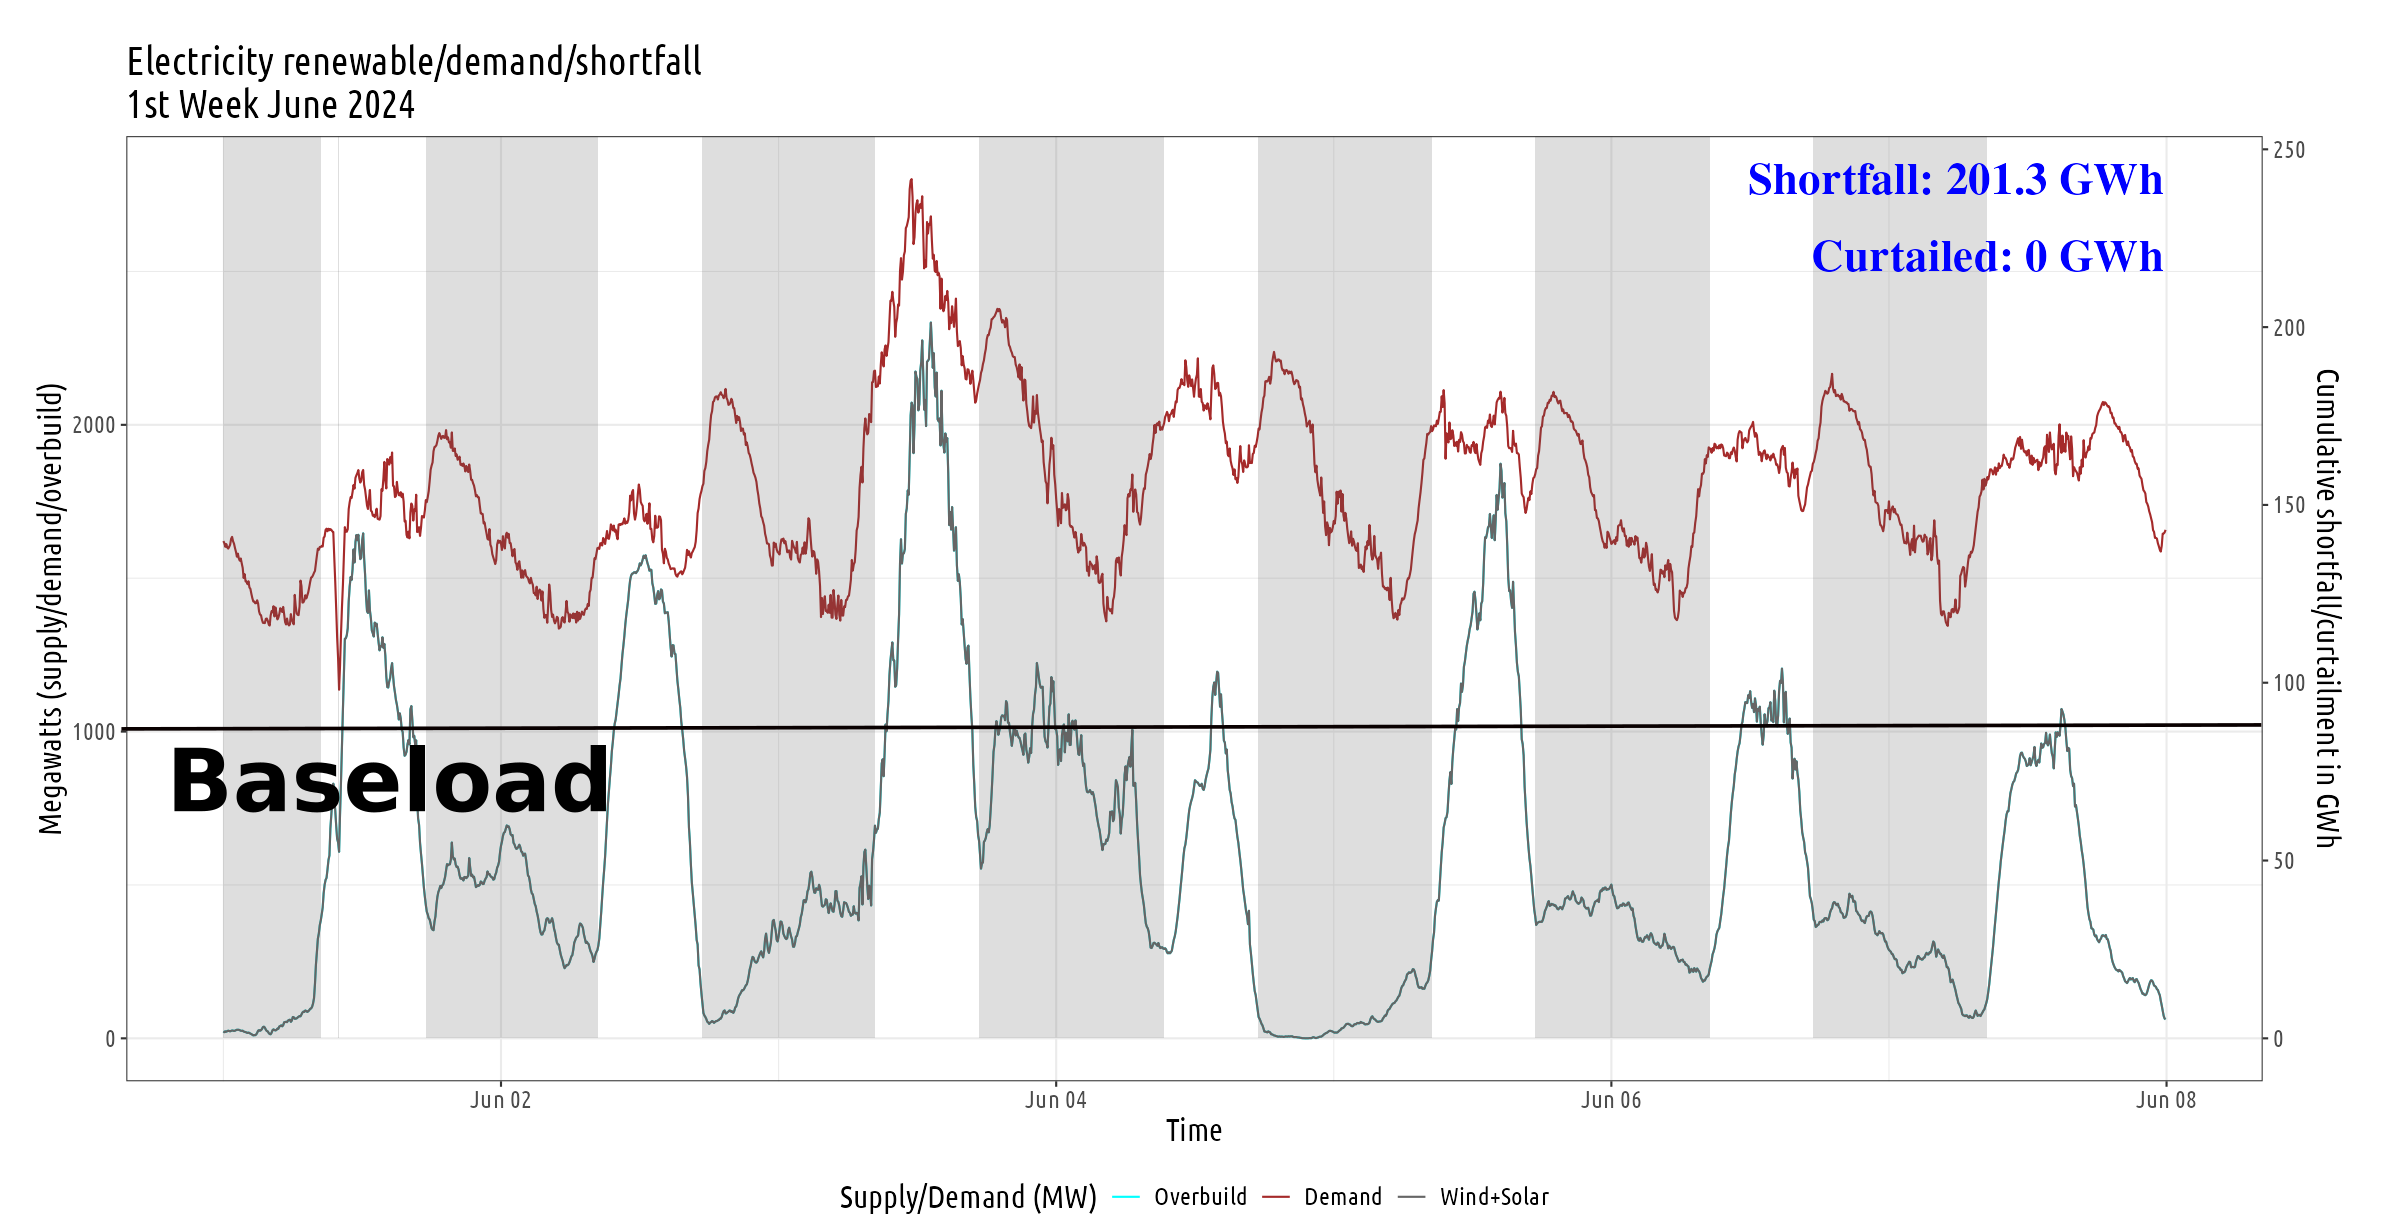 Electricity renewable/demand/shortfall
1st Week June 2024
Shortfall: 201.3 GWh
Curtailed: 0 GWh
Megawatts (supply/demand/overbuild)
2000
1000
0
Baseload
250
200
150
100
50
0
Cumulative shortfall/curtailment in GWh
Jun 02
Jun 04
Jun 06
Jun 08
Time
Supply/Demand (MW) Overbuild Demand Wind+Solar